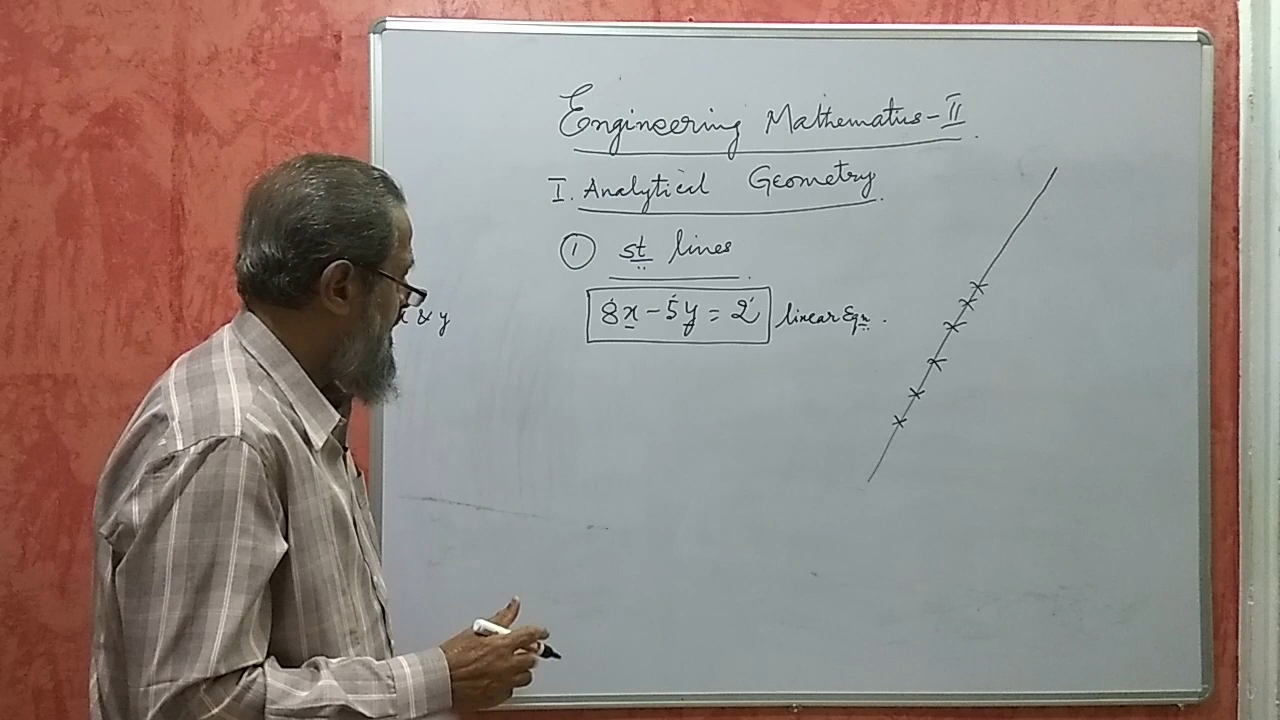 Engineering Mathematics - II
I. Analytical Geometry
① st lines
x & y
8x - 5y = 2 linear Eqn.